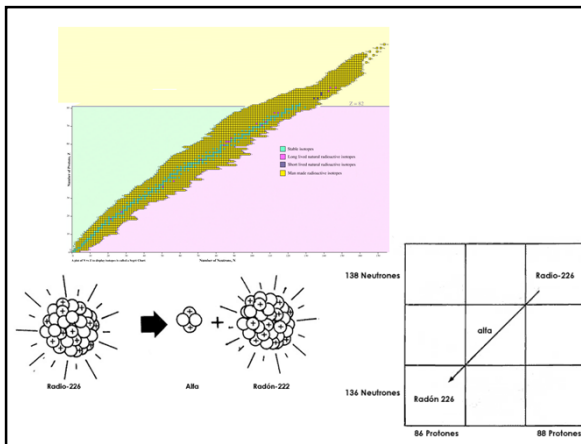 Z = 82
Number of Protons, Z
Stable isotopes
Long lived natural radioactive isotopes
Short lived natural radioactive isotopes
Man-made radioactive isotopes
Number of Neutrons, N
138 Neutrones
Radio-226
alfa
136 Neutrones
Radón 226
86 Protones
88 Protones
+
Radio-226
Alfa
Radón-222